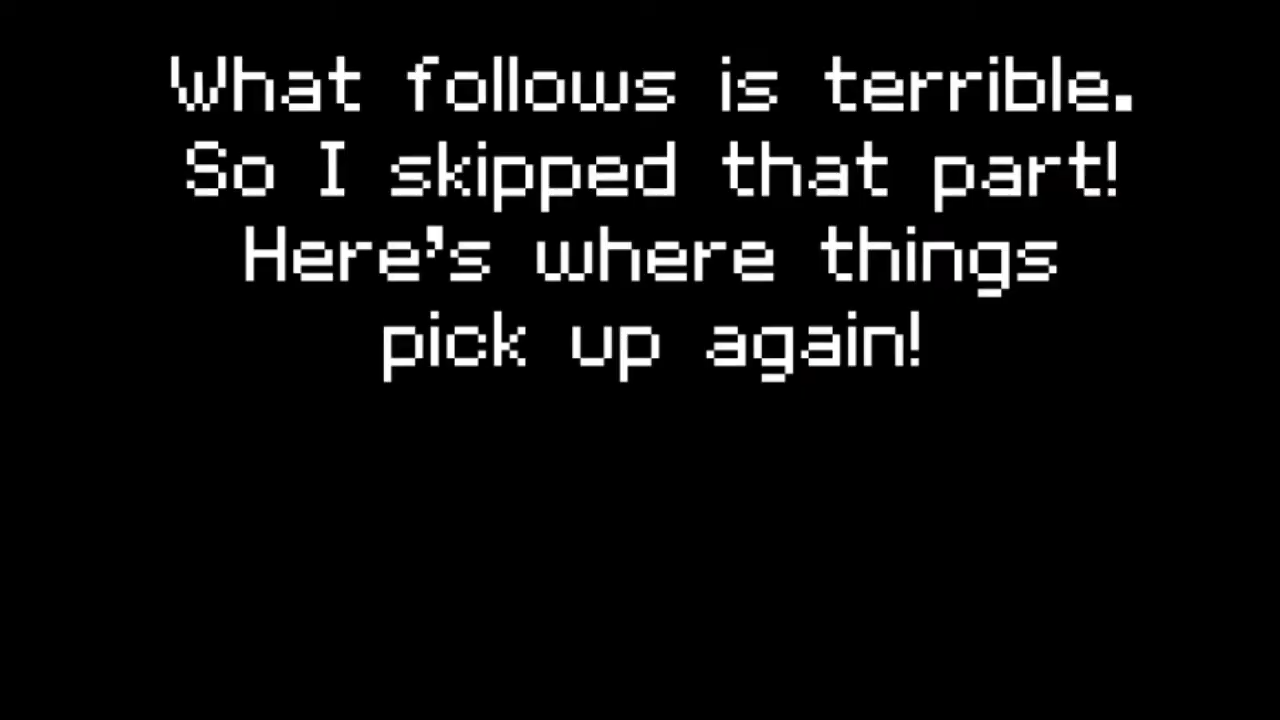 What follows is terrible.
So I skipped that part!
Here's where things
pick up again!